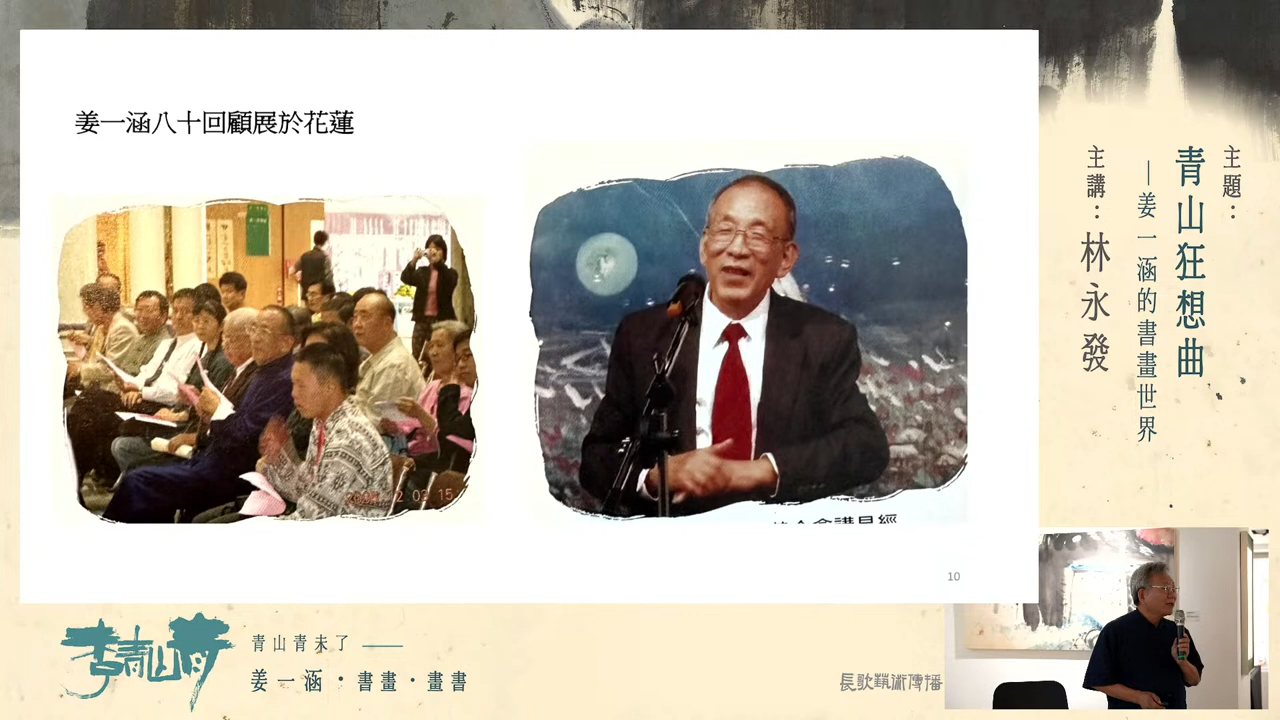 姜一涵八十回顧展於花蓮
10
主題：
青山狂想曲
—姜一涵的書畫世界
主講：林永發
青山青未了——
姜一涵・書畫・畫書
長歌藝術傳播